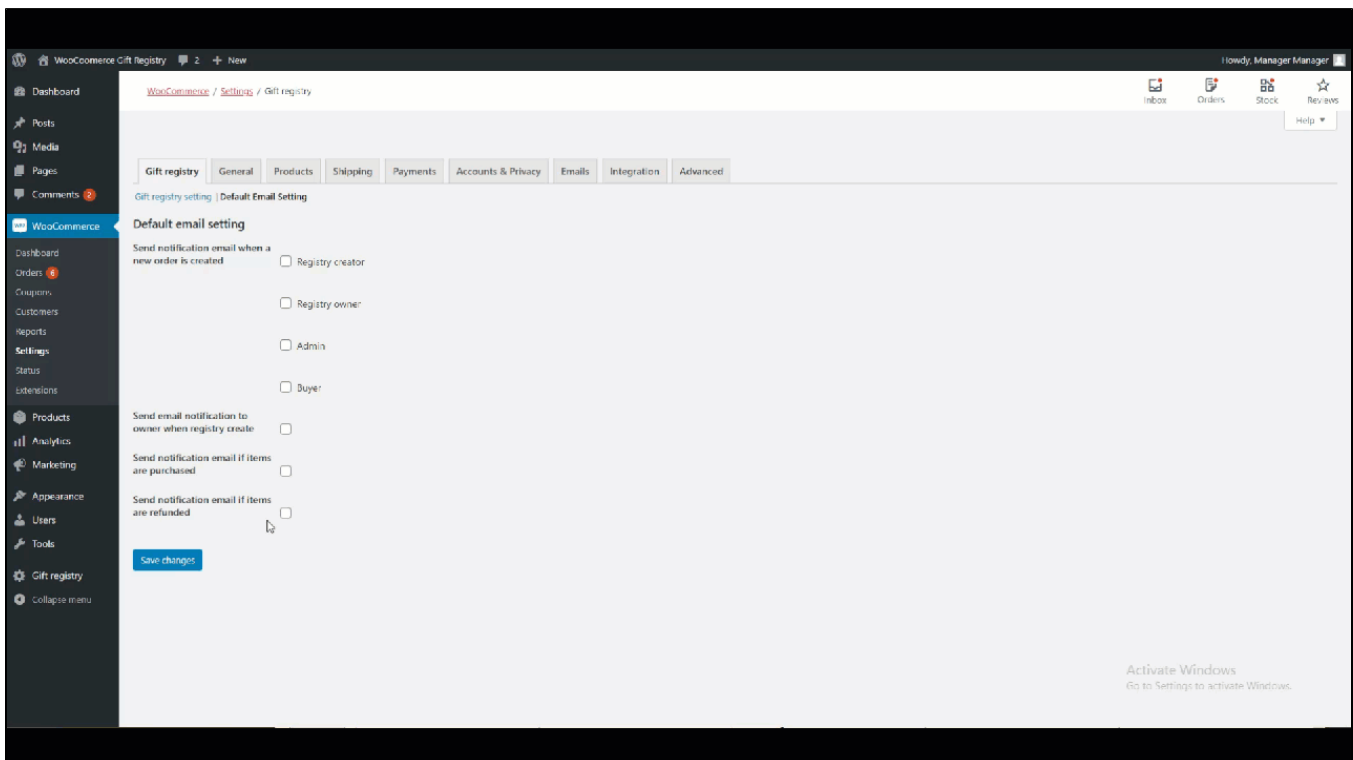 WooCoomerce Gift Registry 2 + New
Howdy, Manager Manager
Dashboard
WooCommerce / Settings / Gift registry
Inbox
Orders
Stock
Reviews
Help
Posts
Media
Pages
Comments 2
WooCommerce
Dashboard
Orders 6
Coupons
Customers
Reports
Settings
Status
Extensions
Products
Analytics
Marketing
Appearance
Users
Tools
Gift registry
Collapse menu
Gift registry
General
Products
Shipping
Payments
Accounts & Privacy
Emails
Integration
Advanced
Gift registry setting | Default Email Setting
Default email setting
Send notification email when a
new order is created
Registry creator
Registry owner
Admin
Buyer
Send email notification to
owner when registry create
Send notification email if items
are purchased
Send notification email if items
are refunded
Save changes
Activate Windows
Go to Settings to activate Windows.